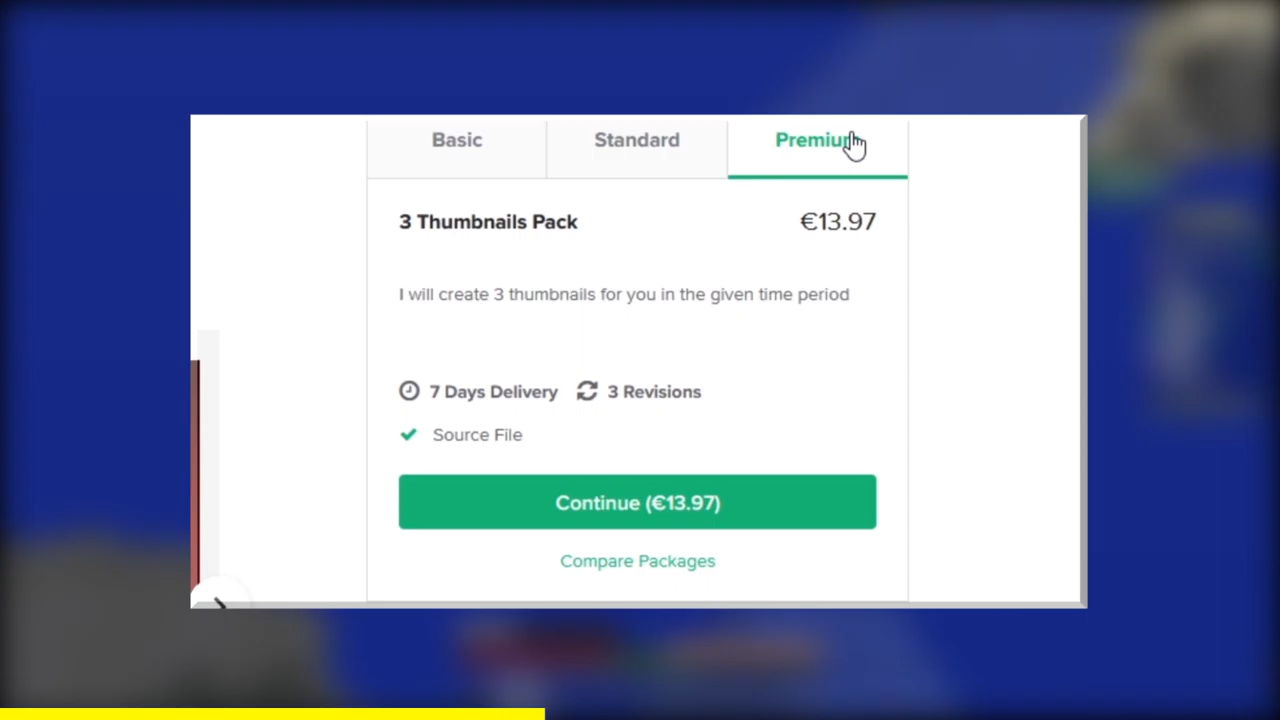 Basic Standard Premium
3 Thumbnails Pack €13.97
I will create 3 thumbnails for you in the given time period
7 Days Delivery 3 Revisions
Source File
Continue (€13.97)
Compare Packages